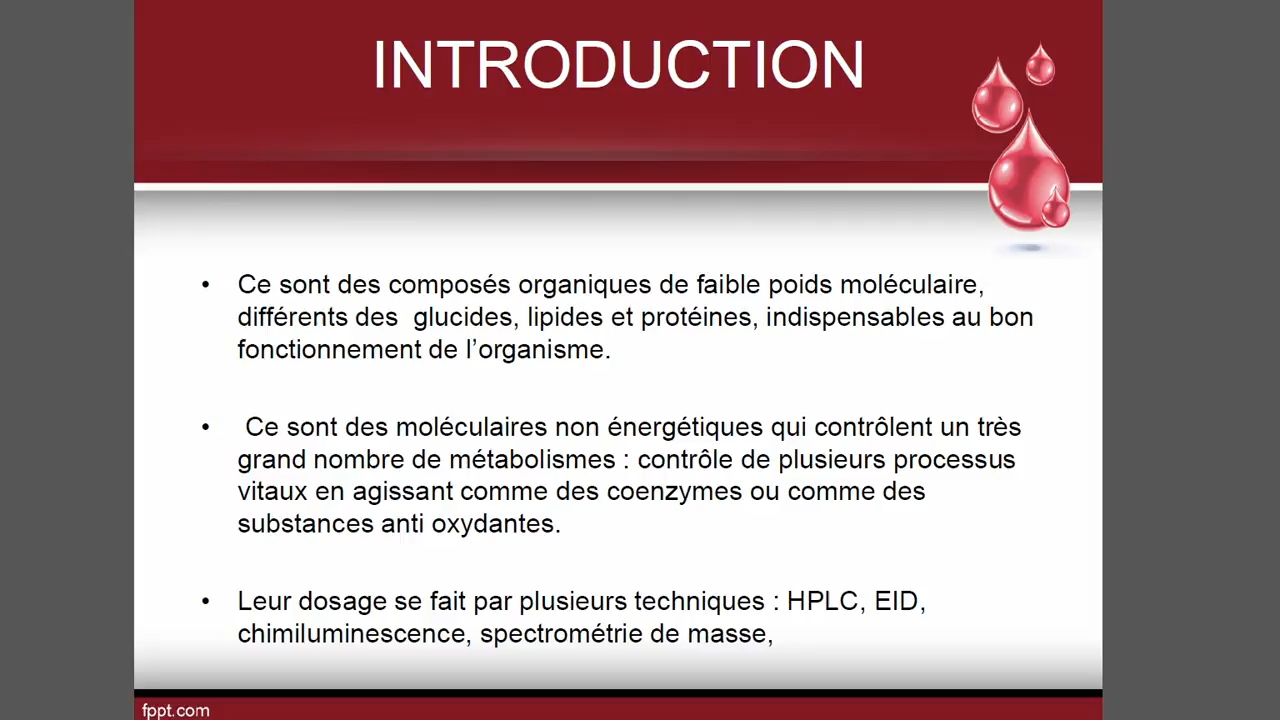 INTRODUCTION
• Ce sont des composés organiques de faible poids moléculaire,
différents des  glucides, lipides et protéines, indispensables au bon
fonctionnement de l’organisme.
•  Ce sont des moléculaires non énergétiques qui contrôlent un très
grand nombre de métabolismes : contrôle de plusieurs processus
vitaux en agissant comme des coenzymes ou comme des
substances anti oxydantes.
• Leur dosage se fait par plusieurs techniques : HPLC, EID,
chimiluminescence, spectrométrie de masse,
fppt.com